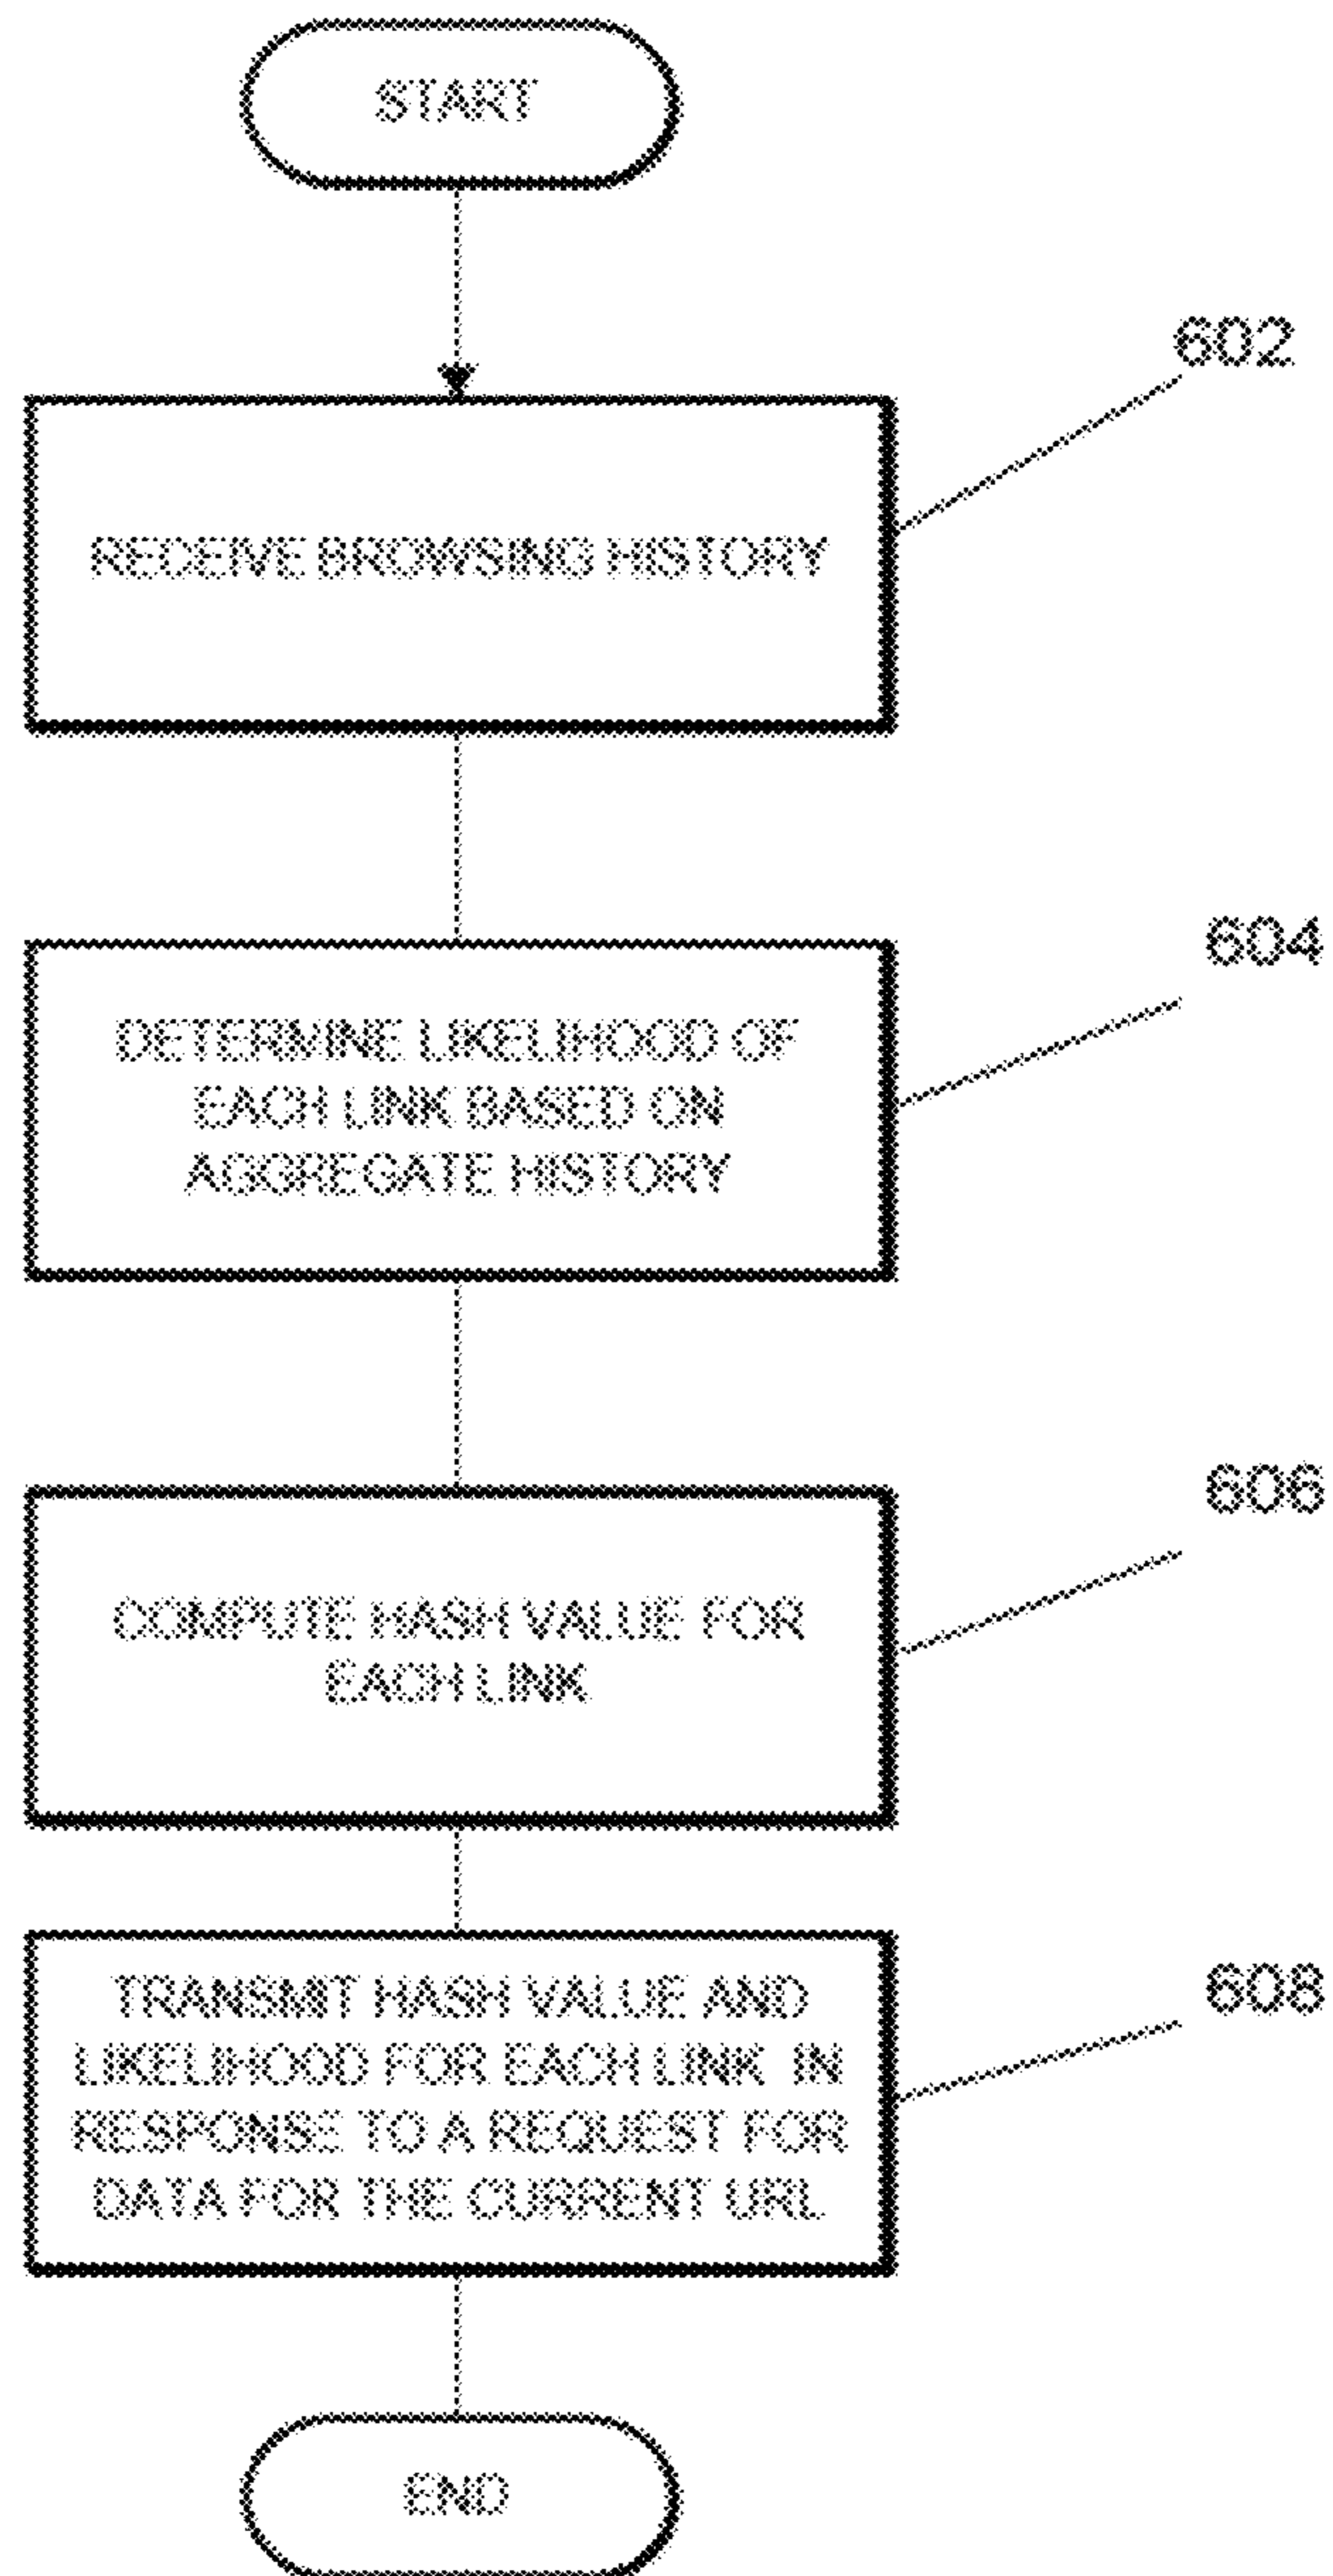 START
602
RECEIVE BROWSING HISTORY
604
DETERMINE LIKELIHOOD OF
EACH LINK BASED ON
AGGREGATE HISTORY
606
COMPUTE HASH VALUE FOR
EACH LINK
608
TRANSMIT HASH VALUE AND
LIKELIHOOD FOR EACH LINK IN
RESPONSE TO A REQUEST FOR
DATA FOR THE CURRENT URL
END